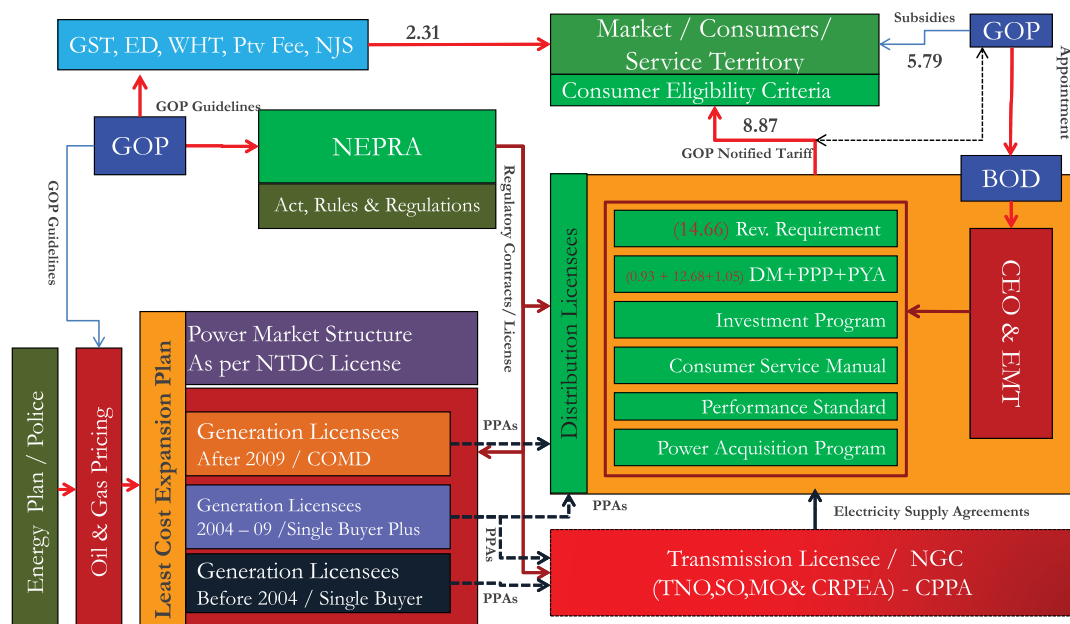 GST, ED, WHT, Ptv Fee, NJS
2.31
Market / Consumers/
Service Territory
Consumer Eligibility Criteria
Subsidies
5.79
GOP
Appointment
GOP Guidelines
GOP
NEPRA
Act, Rules & Regulations
8.87
GOP Notified Tariff
BOD
GOP Guidelines
Regulatory Contracts/ License
Distribution Licensees
(14.66) Rev. Requirement
(0.93 + 12.68+1.05) DM+PPP+PYA
Investment Program
Consumer Service Manual
Performance Standard
Power Acquisition Program
CEO & EMT
Energy Plan / Police
Oil & Gas Pricing
Least Cost Expansion Plan
Power Market Structure
As per NTDC License
Generation Licensees
After 2009 / COMD
PPAs
Generation Licensees
2004 – 09 /Single Buyer Plus
PPAs
PPAs
Generation Licensees
Before 2004 / Single Buyer
PPAs
Electricity Supply Agreements
Transmission Licensee / NGC
(TNO,SO,MO& CRPEA) - CPPA